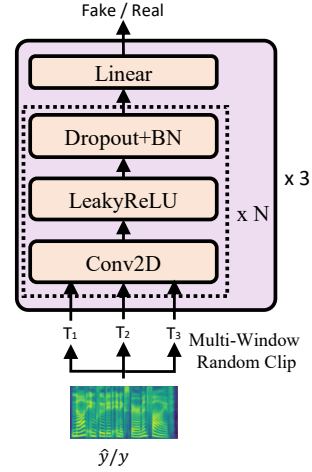 Fake / Real
Linear
Dropout+BN
LeakyReLU
Conv2D
x N
x 3
T₁ T₂ T₃
Multi-Window
Random Clip
ŷ/y